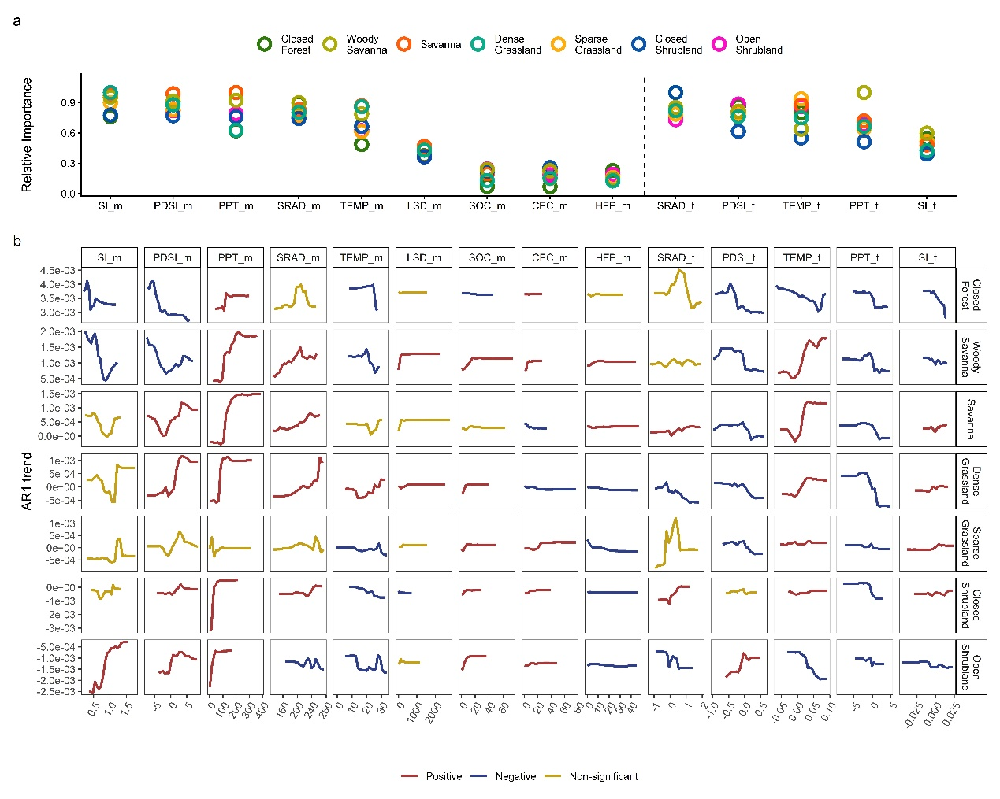 a
Closed Forest
Woody Savanna
Savanna
Dense Grassland
Sparse Grassland
Closed Shrubland
Open Shrubland
Relative Importance
0.9
0.6
0.3
0.0
SI_m PDSI_m PPT_m SRAD_m TEMP_m LSD_m SOC_m CEC_m HFP_m SRAD_t PDSI_t TEMP_t PPT_t SI_t
b
SI_m PDSI_m PPT_m SRAD_m TEMP_m LSD_m SOC_m CEC_m HFP_m SRAD_t PDSI_t TEMP_t PPT_t SI_t
AR1 trend
4.5e-03
4.0e-03
3.5e-03
3.0e-03
Closed Forest
2.0e-03
1.5e-03
1.0e-03
5.0e-04
Woody Savanna
1.5e-03
1.0e-03
5.0e-04
0.0e+00
Savanna
1e-03
5e-04
0e+00
-5e-04
Dense Grassland
1e-03
5e-04
0e+00
-5e-04
Sparse Grassland
0e+00
-1e-03
-2e-03
-3e-03
Closed Shrubland
-5.0e-04
-1.0e-03
-1.5e-03
-2.0e-03
-2.5e-03
Open Shrubland
0.5 1.0 1.5
-5 0 5
0 100 200 300 400
160 200 240 280
0 10 20 30
0 1000 2000
0 20 40 60
0 20 40 60 80
0 10 20 30 40
-1 0 1 2
-1.0 -0.5 0.0 0.5
-0.05 0.00 0.05 0.10
-5 0 5
-0.025 0.000 0.025
Positive Negative Non-significant